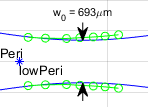 w₀ = 693μm
Peri
lowPeri